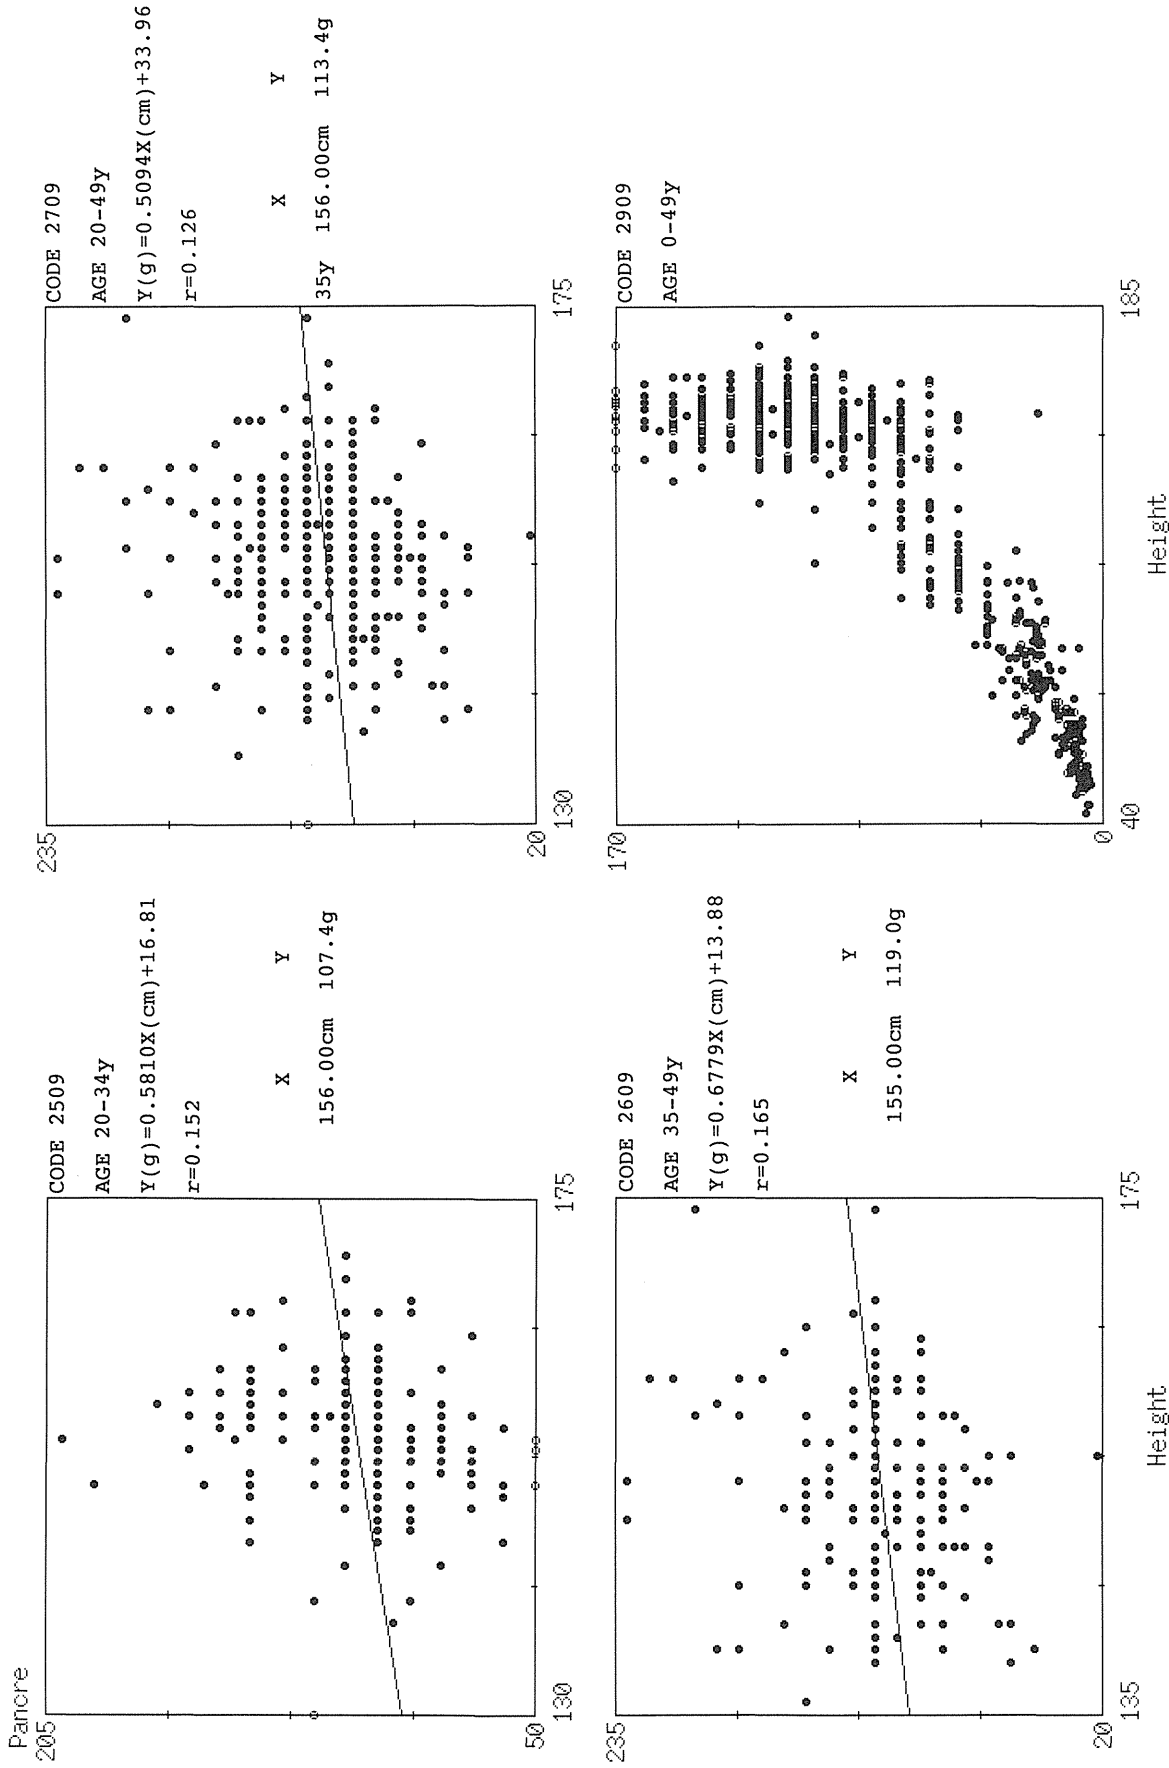 Pancre
205
50
130
175
CODE 2509
AGE 20-34y
Y(g)=0.5810X(cm)+16.81
r=0.152
X Y
156.00cm 107.4g
235
20
130
175
CODE 2709
AGE 20-49y
Y(g)=0.5094X(cm)+33.96
r=0.126
X Y
35y 156.00cm 113.4g
235
20
135
175
Height
CODE 2609
AGE 35-49y
Y(g)=0.6779X(cm)+13.88
r=0.165
X Y
155.00cm 119.0g
170
0
40
185
Height
CODE 2909
AGE 0-49y